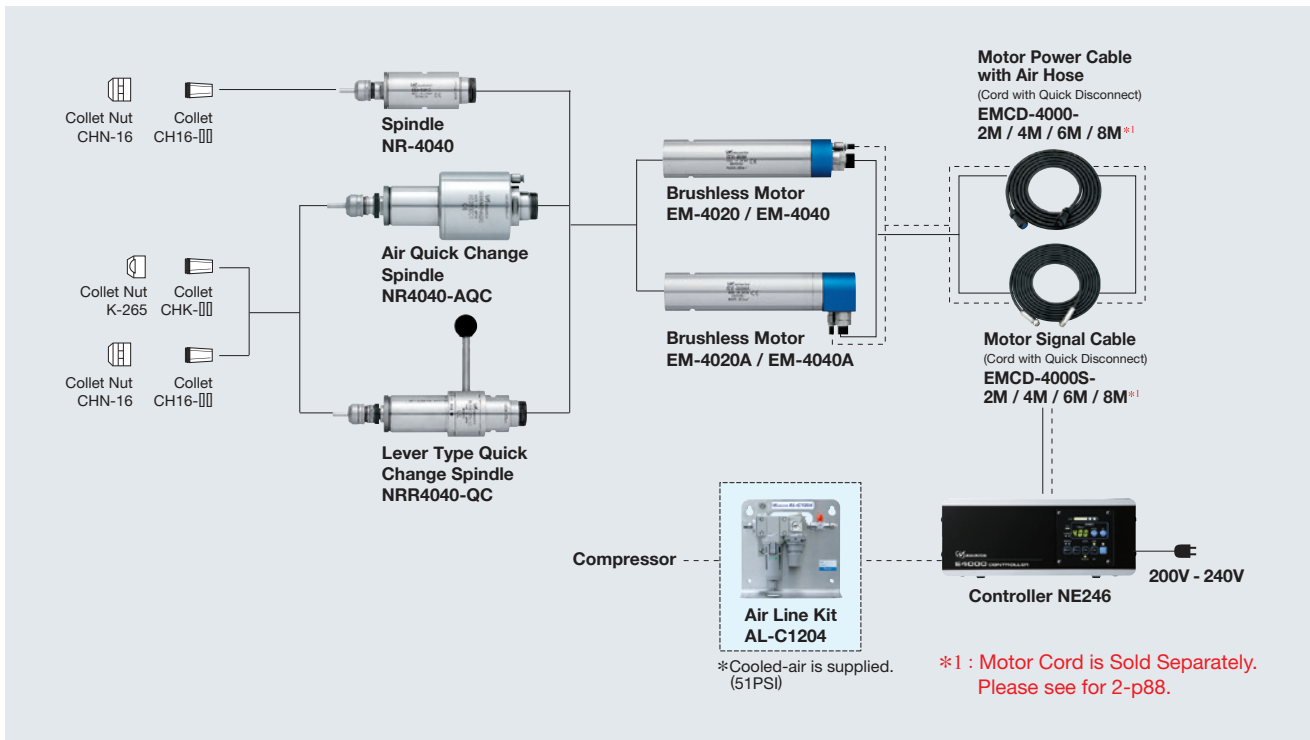 Collet Nut
CHN-16
Collet
CH16-▯▯
Spindle
NR-4040
Air Quick Change
Spindle
NR4040-AQC
Collet Nut
K-265
Collet
CHK-▯▯
Collet Nut
CHN-16
Collet
CH16-▯▯
Lever Type Quick
Change Spindle
NRR4040-QC
Brushless Motor
EM-4020 / EM-4040
Brushless Motor
EM-4020A / EM-4040A
Motor Power Cable
with Air Hose
(Cord with Quick Disconnect)
EMCD-4000-
2M / 4M / 6M / 8M*1
Motor Signal Cable
(Cord with Quick Disconnect)
EMCD-4000S-
2M / 4M / 6M / 8M*1
Compressor
AL-C1204
Air Line Kit
AL-C1204
*Cooled-air is supplied.
(51PSI)
E4000 CONTROLLER
200V - 240V
Controller NE246
*1 : Motor Cord is Sold Separately.
Please see for 2-p88.